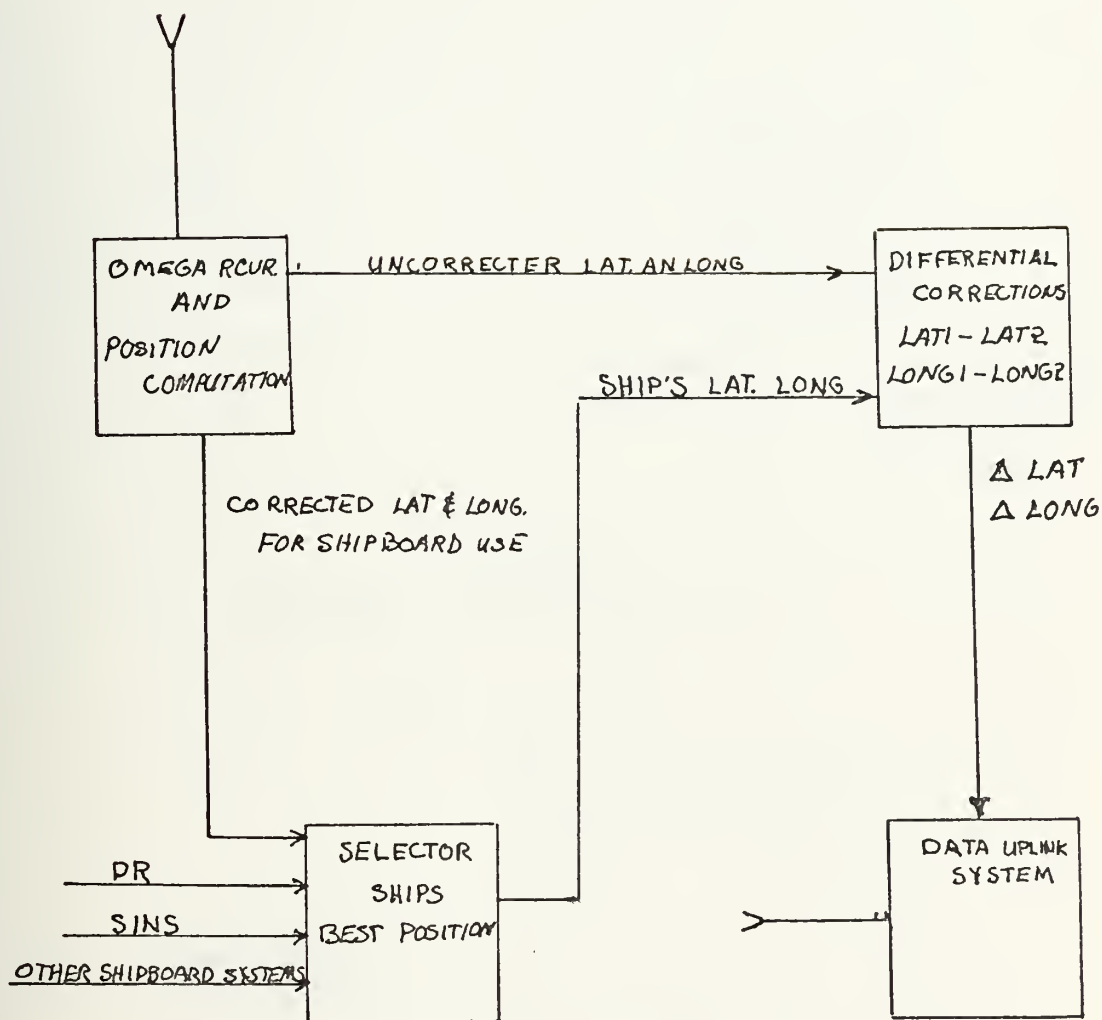 OMEGA RCUR.
AND
POSITION
COMPUTATION
UNCORRECTER LAT. AN LONG
DIFFERENTIAL
CORRECTIONS
LAT1-LAT2
LONG1-LONG2
SHIP'S LAT. LONG
Δ LAT
Δ LONG
CORRECTED LAT & LONG.
FOR SHIPBOARD USE
SELECTOR
SHIPS
BEST POSITION
DR
SINS
OTHER SHIPBOARD SYSTEMS
DATA UPLINK
SYSTEM